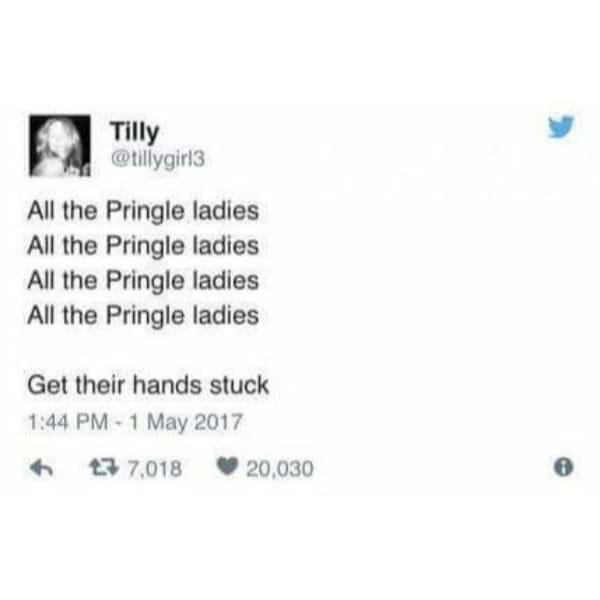 Tilly
@tillygirl3
All the Pringle ladies
All the Pringle ladies
All the Pringle ladies
All the Pringle ladies
Get their hands stuck
1:44 PM - 1 May 2017
7,018 20,030